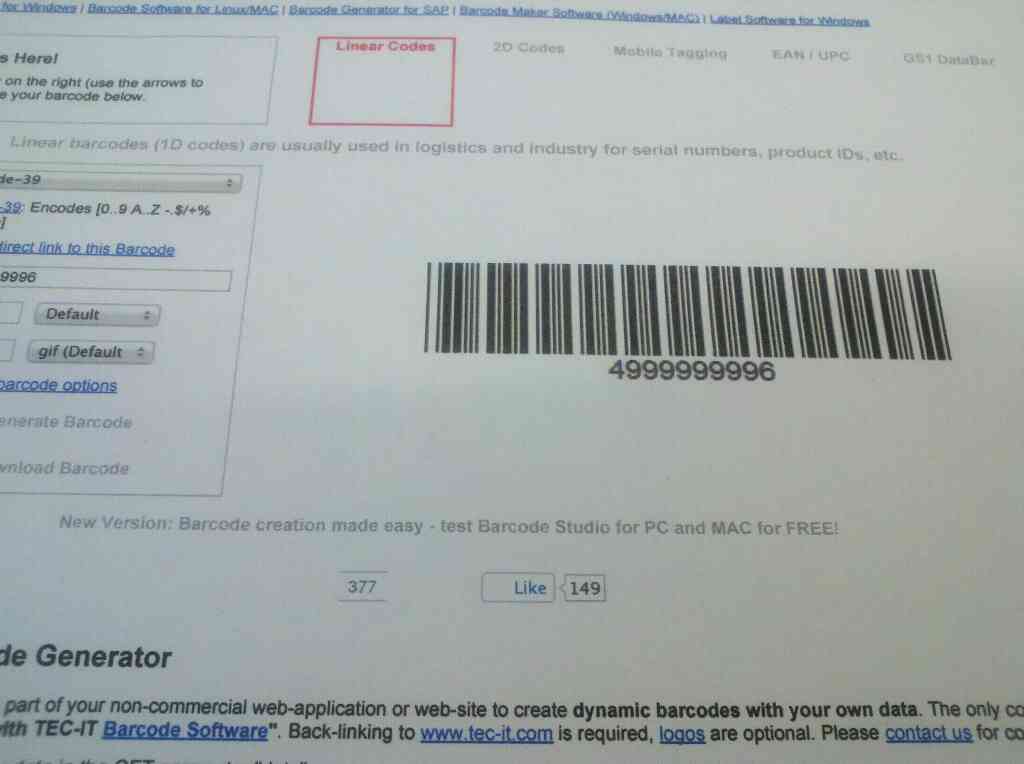 for Windows / Barcode Software for Linux/MAC | Barcode Generator for SAP | Barcode Maker Software (Windows/MAC) | Label Software for Windows
Linear Codes 2D Codes Mobile Tagging EAN / UPC GS1 DataBar
s Here!
on the right (use the arrows to
e your barcode below.
Linear barcodes (1D codes) are usually used in logistics and industry for serial numbers, product IDs, etc.
de-39
-39: Encodes [0..9 A..Z -.$/+%
]
direct link to this Barcode
9996
Default
gif (Default
barcode options
enerate Barcode
wnload Barcode
4999999996
New Version: Barcode creation made easy - test Barcode Studio for PC and MAC for FREE!
377 Like 149
de Generator
part of your non-commercial web-application or web-site to create dynamic barcodes with your own data. The only co
ith TEC-IT Barcode Software". Back-linking to www.tec-it.com is required, logos are optional. Please contact us for co